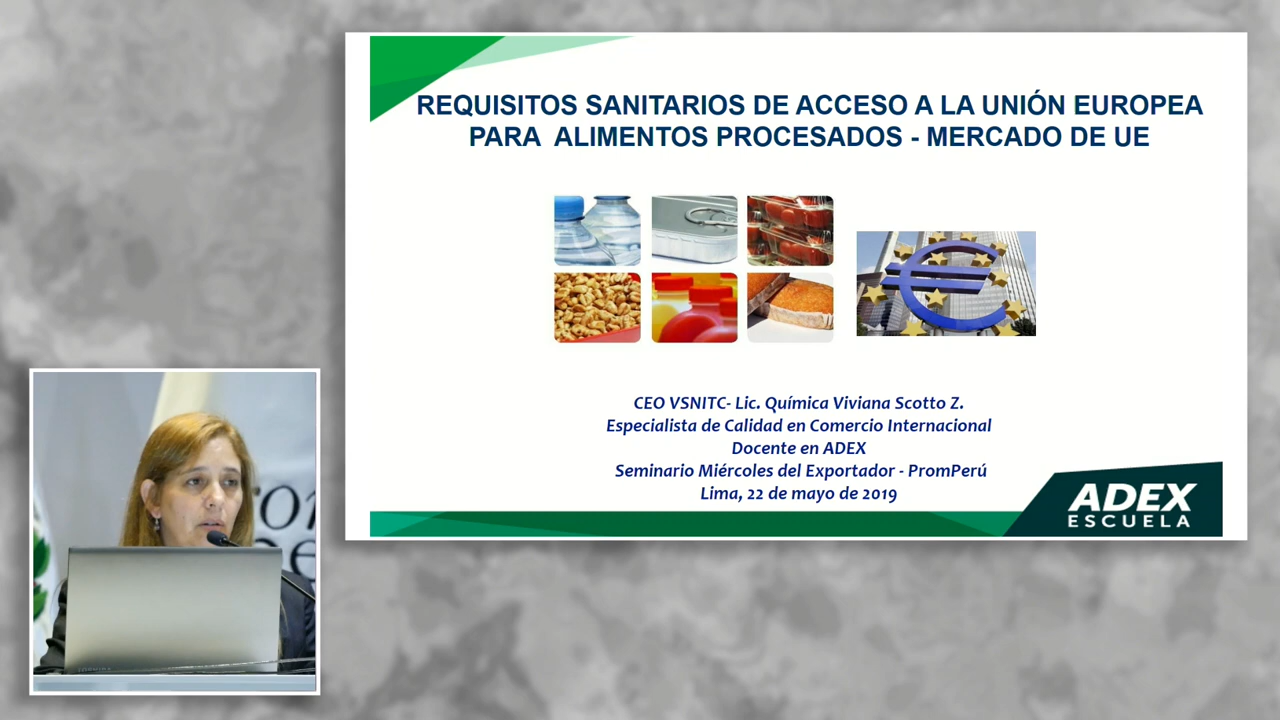 REQUISITOS SANITARIOS DE ACCESO A LA UNIÓN EUROPEA
PARA  ALIMENTOS PROCESADOS - MERCADO DE UE
CEO VSNITC- Lic. Química Viviana Scotto Z.
Especialista de Calidad en Comercio Internacional
Docente en ADEX
Seminario Miércoles del Exportador - PromPerú
Lima, 22 de mayo de 2019
ADEX
ESCUELA